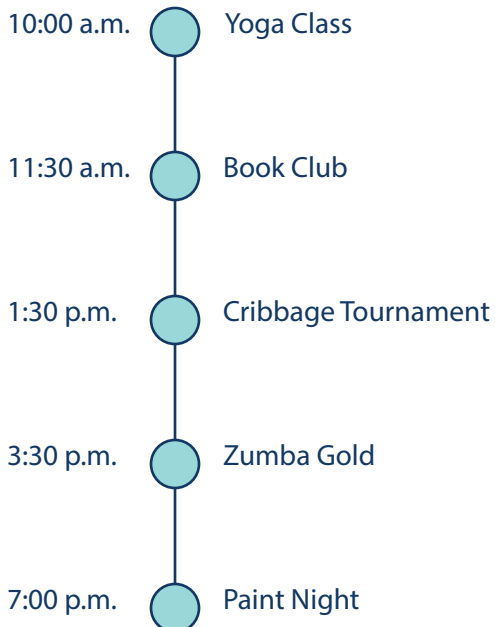 10:00 a.m. Yoga Class
11:30 a.m. Book Club
1:30 p.m. Cribbage Tournament
3:30 p.m. Zumba Gold
7:00 p.m. Paint Night